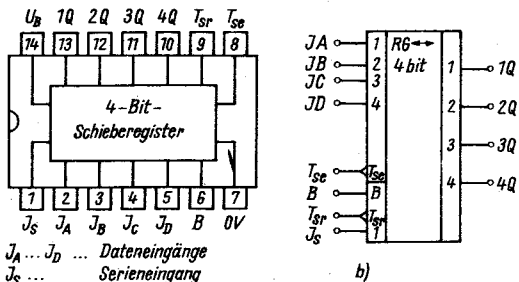 U_B 1Q 2Q 3Q 4Q T_sr T_se
14 13 12 11 10 9 8
4-Bit-
Schieberegister
1 2 3 4 5 6 7
J_S J_A J_B J_C J_D B 0V
J_A ... J_D ... Dateneingänge
J_S ... Serieneingang
JA 1 RG ↔
JB 2 4 bit 1 1Q
JC 3
JD 4 2 2Q
3 3Q
T_se T_se 4 4Q
B B
T_sr T_sr
J_s 1
b)